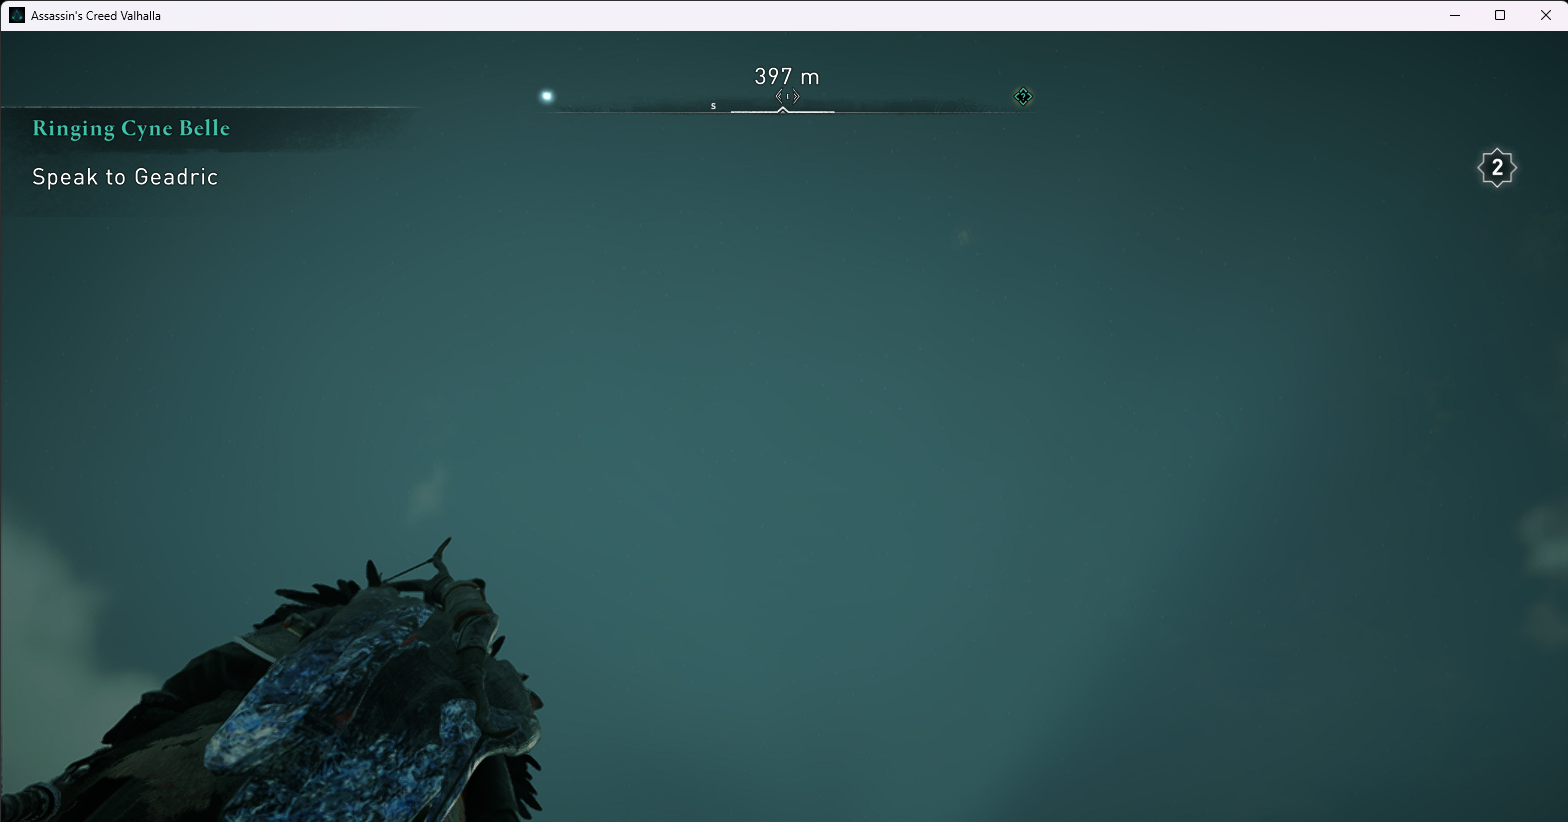 Assassin's Creed Valhalla
397 m
S
Ringing Cyne Belle
Speak to Geadric
2